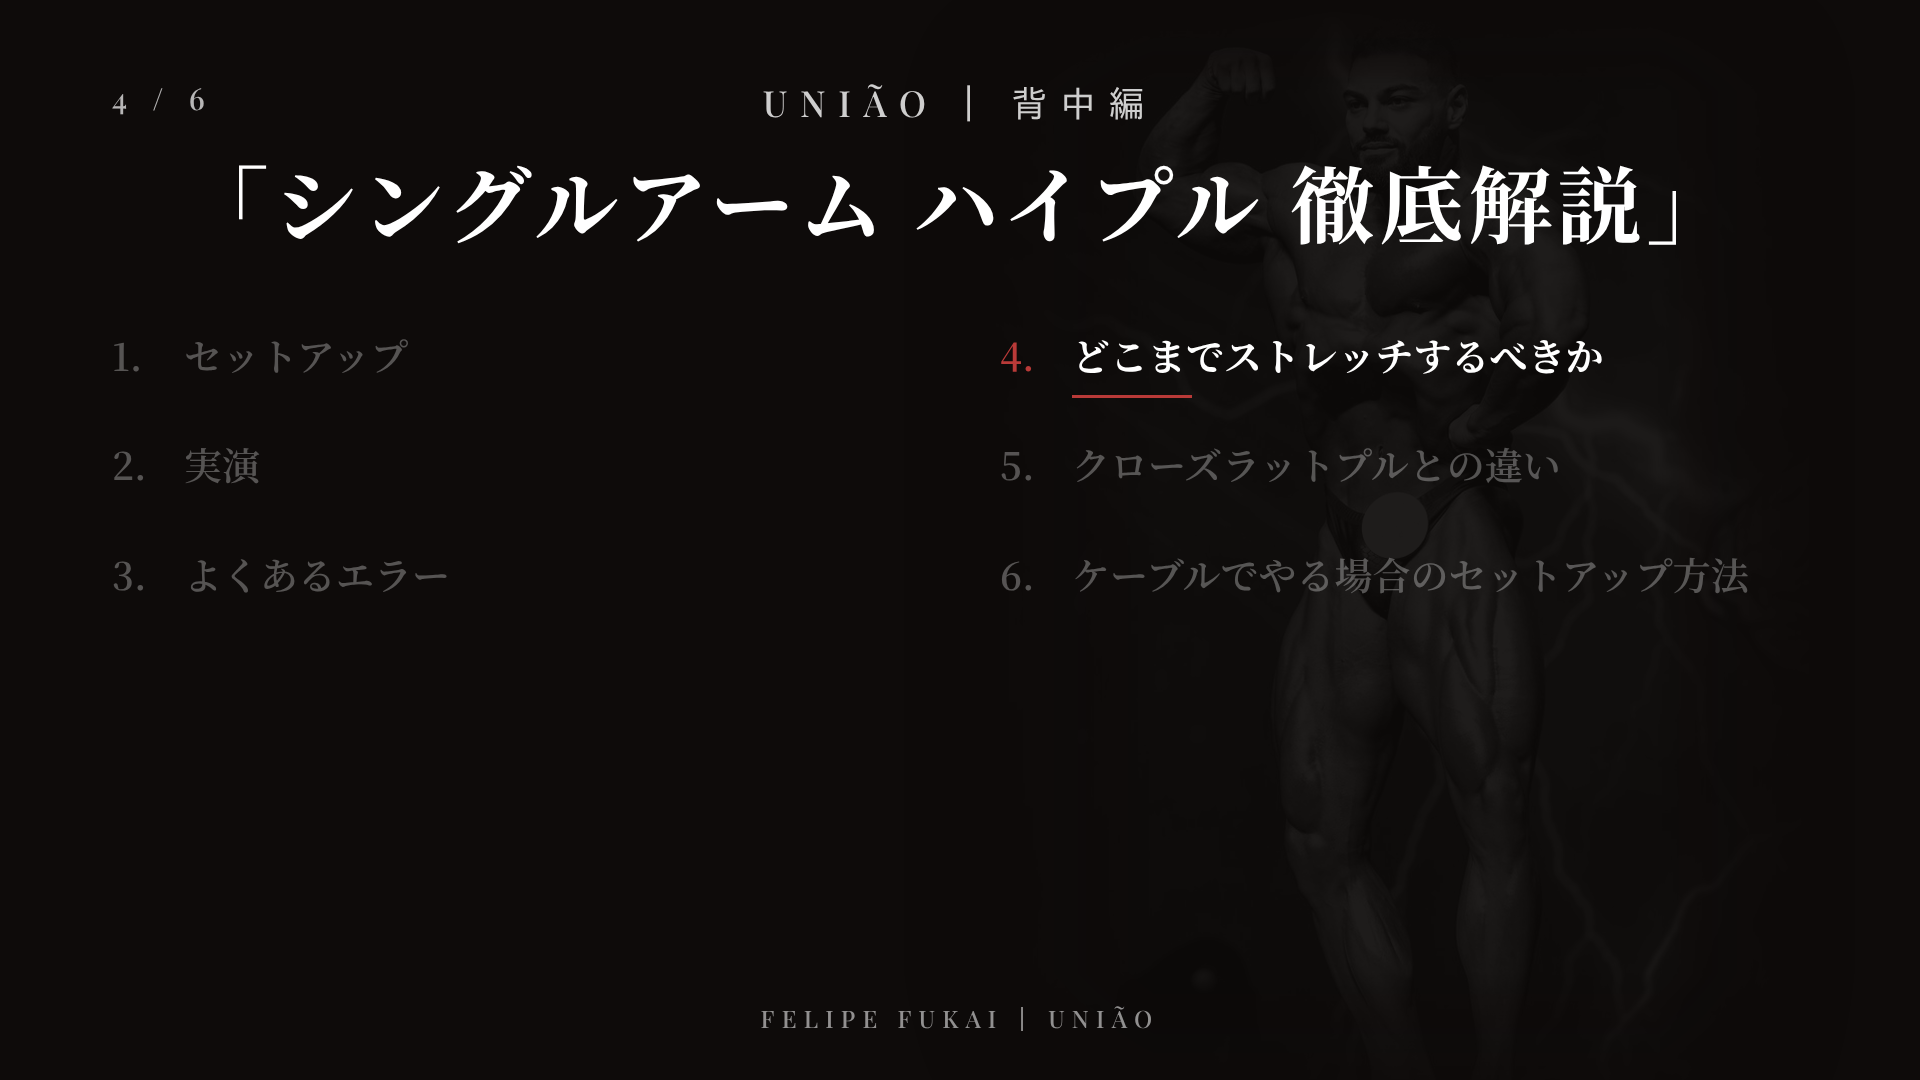 4 / 6
UNIÃO | 背中編
「シングルアーム ハイプル 徹底解説」
1. セットアップ
2. 実演
3. よくあるエラー
4. どこまでストレッチするべきか
5. クローズラットプルとの違い
6. ケーブルでやる場合のセットアップ方法
FELIPE FUKAI | UNIÃO